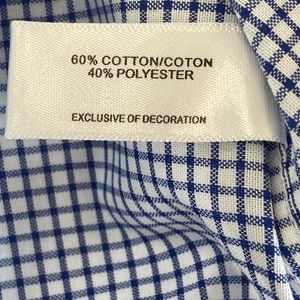 60% COTTON/COTON
40% POLYESTER
EXCLUSIVE OF DECORATION